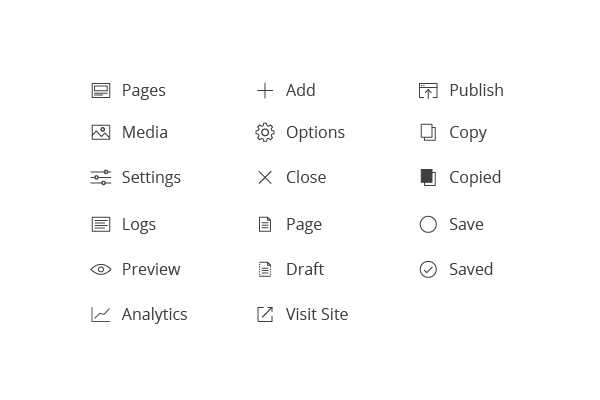 Pages
Media
Settings
Logs
Preview
Analytics
Add
Options
Close
Page
Draft
Visit Site
Publish
Copy
Copied
Save
Saved